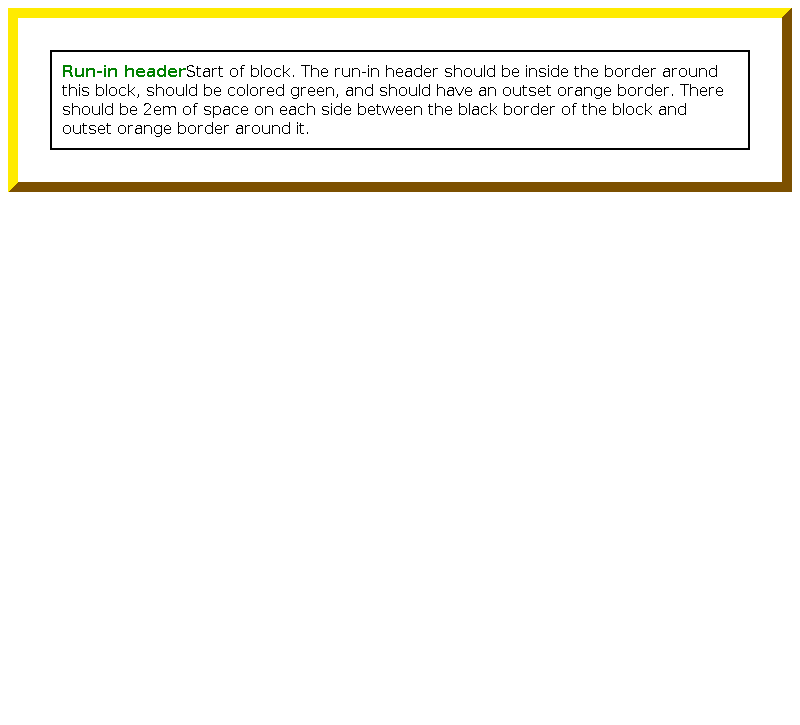 Run-in headerStart of block. The run-in header should be inside the border around
this block, should be colored green, and should have an outset orange border. There
should be 2em of space on each side between the black border of the block and
outset orange border around it.